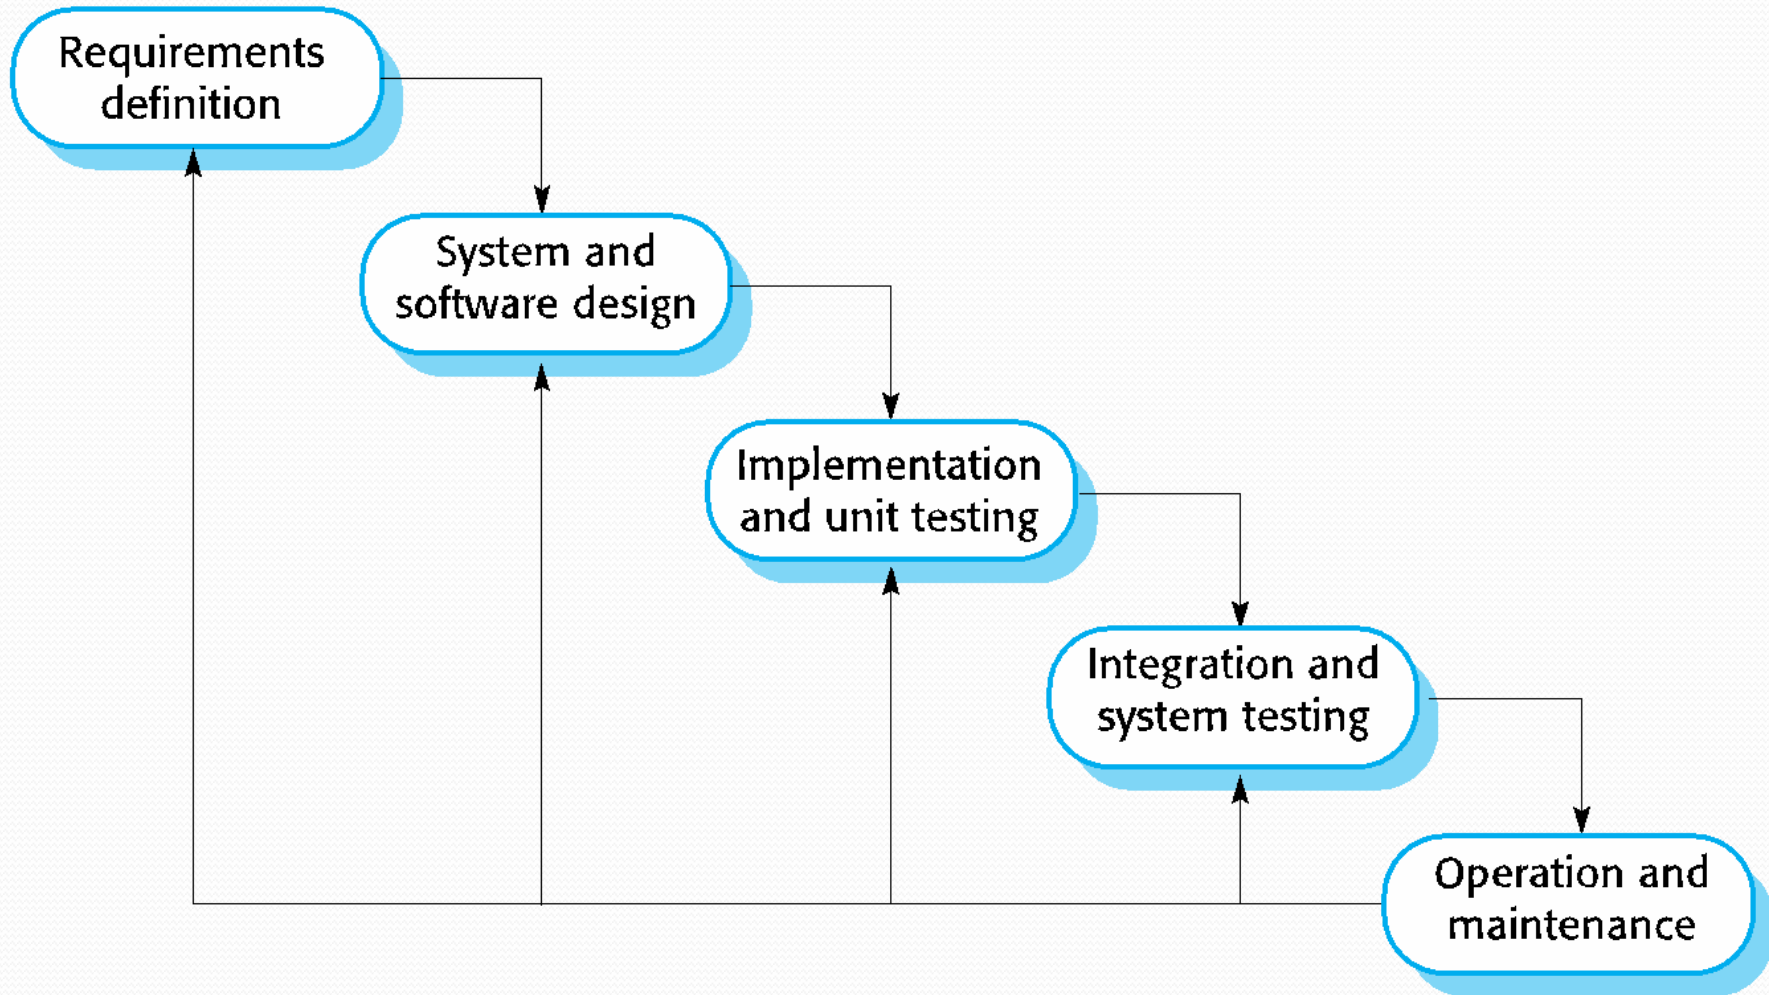 Requirements
definition
System and
software design
Implementation
and unit testing
Integration and
system testing
Operation and
maintenance